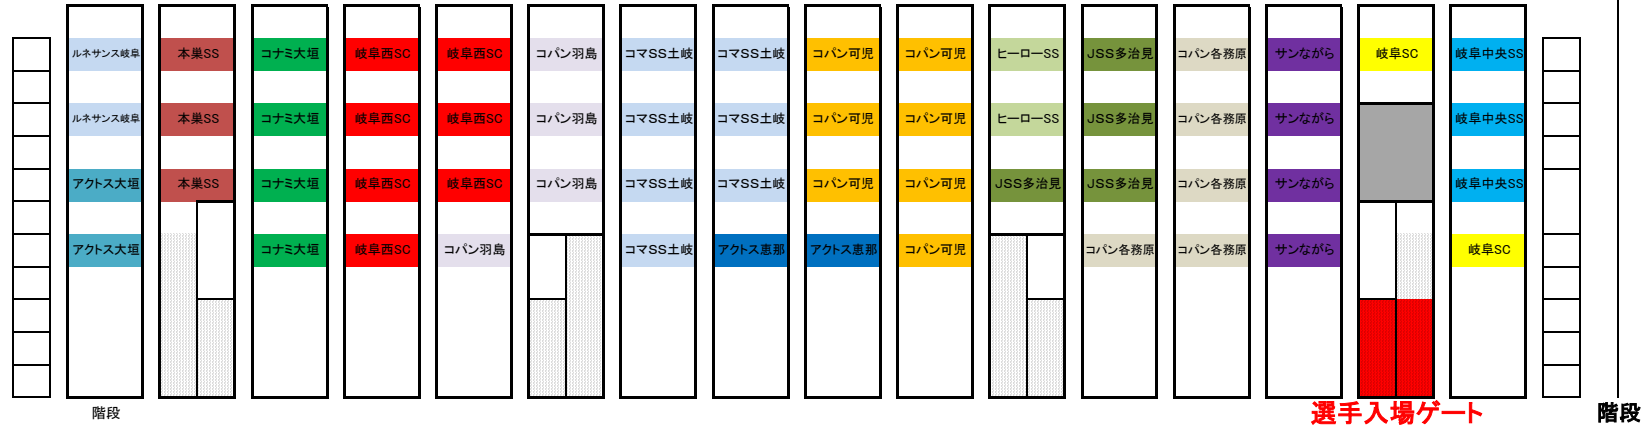 ルネサンス岐阜 本巣SS コナミ大垣 岐阜西SC 岐阜西SC コパン羽島 コマSS土岐 コマSS土岐 コパン可児 コパン可児 ヒーローSS JSS多治見 コパン各務原 サンながら 岐阜SC 岐阜中央SS
ルネサンス岐阜 本巣SS コナミ大垣 岐阜西SC 岐阜西SC コパン羽島 コマSS土岐 コマSS土岐 コパン可児 コパン可児 ヒーローSS JSS多治見 コパン各務原 サンながら 岐阜中央SS
アクトス大垣 本巣SS コナミ大垣 岐阜西SC 岐阜西SC コパン羽島 コマSS土岐 コマSS土岐 コパン可児 コパン可児 JSS多治見 JSS多治見 コパン各務原 サンながら 岐阜中央SS
アクトス大垣 コナミ大垣 岐阜西SC コパン羽島 コマSS土岐 アクトス恵那 アクトス恵那 コパン可児 コパン各務原 コパン各務原 サンながら 岐阜SC
階段 選手入場ゲート 階段